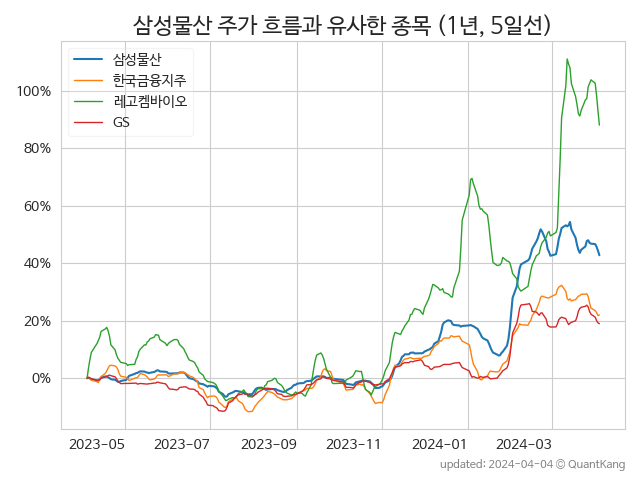 삼성물산 주가 흐름과 유사한 종목 (1년, 5일선)
삼성물산
한국금융지주
레고켐바이오
GS
100%
80%
60%
40%
20%
0%
2023-05
2023-07
2023-09
2023-11
2024-01
2024-03
updated: 2024-04-04 @ QuantKang